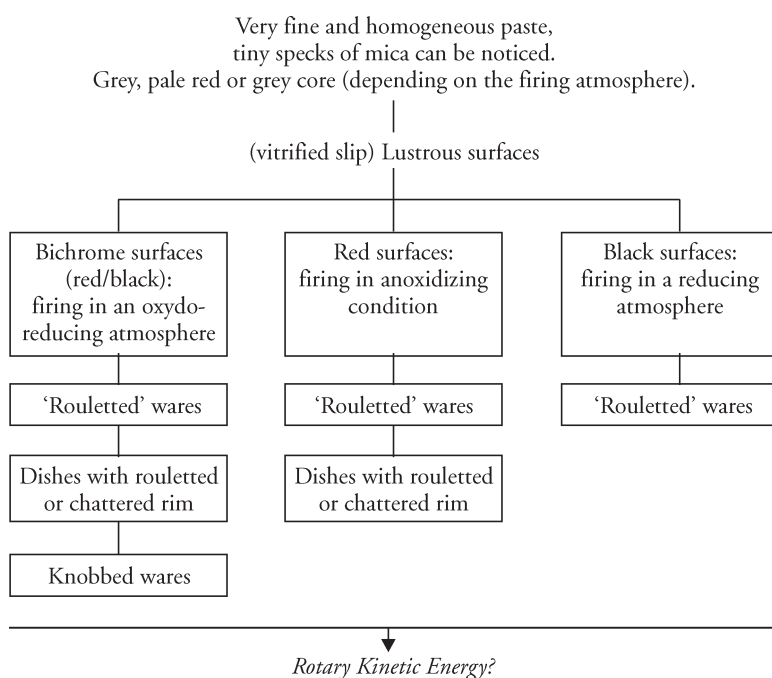 Very fine and homogeneous paste,
tiny specks of mica can be noticed.
Grey, pale red or grey core (depending on the firing atmosphere).
(vitrified slip) Lustrous surfaces
Bichrome surfaces
(red/black):
firing in an oxydo-
reducing atmosphere
Red surfaces:
firing in anoxidizing
condition
Black surfaces:
firing in a reducing
atmosphere
‘Rouletted’ wares
‘Rouletted’ wares
‘Rouletted’ wares
Dishes with rouletted
or chattered rim
Dishes with rouletted
or chattered rim
Knobbed wares
Rotary Kinetic Energy?